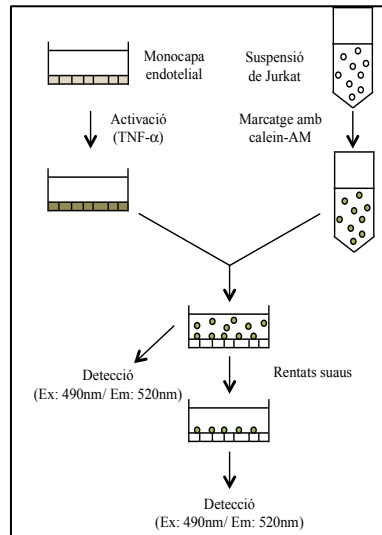 Monocapa
endotelial
Suspensió
de Jurkat
Activació
(TNF-α)
Marcatge amb
calein-AM
Detecció
(Ex: 490nm/ Em: 520nm)
Rentats suaus
Detecció
(Ex: 490nm/ Em: 520nm)